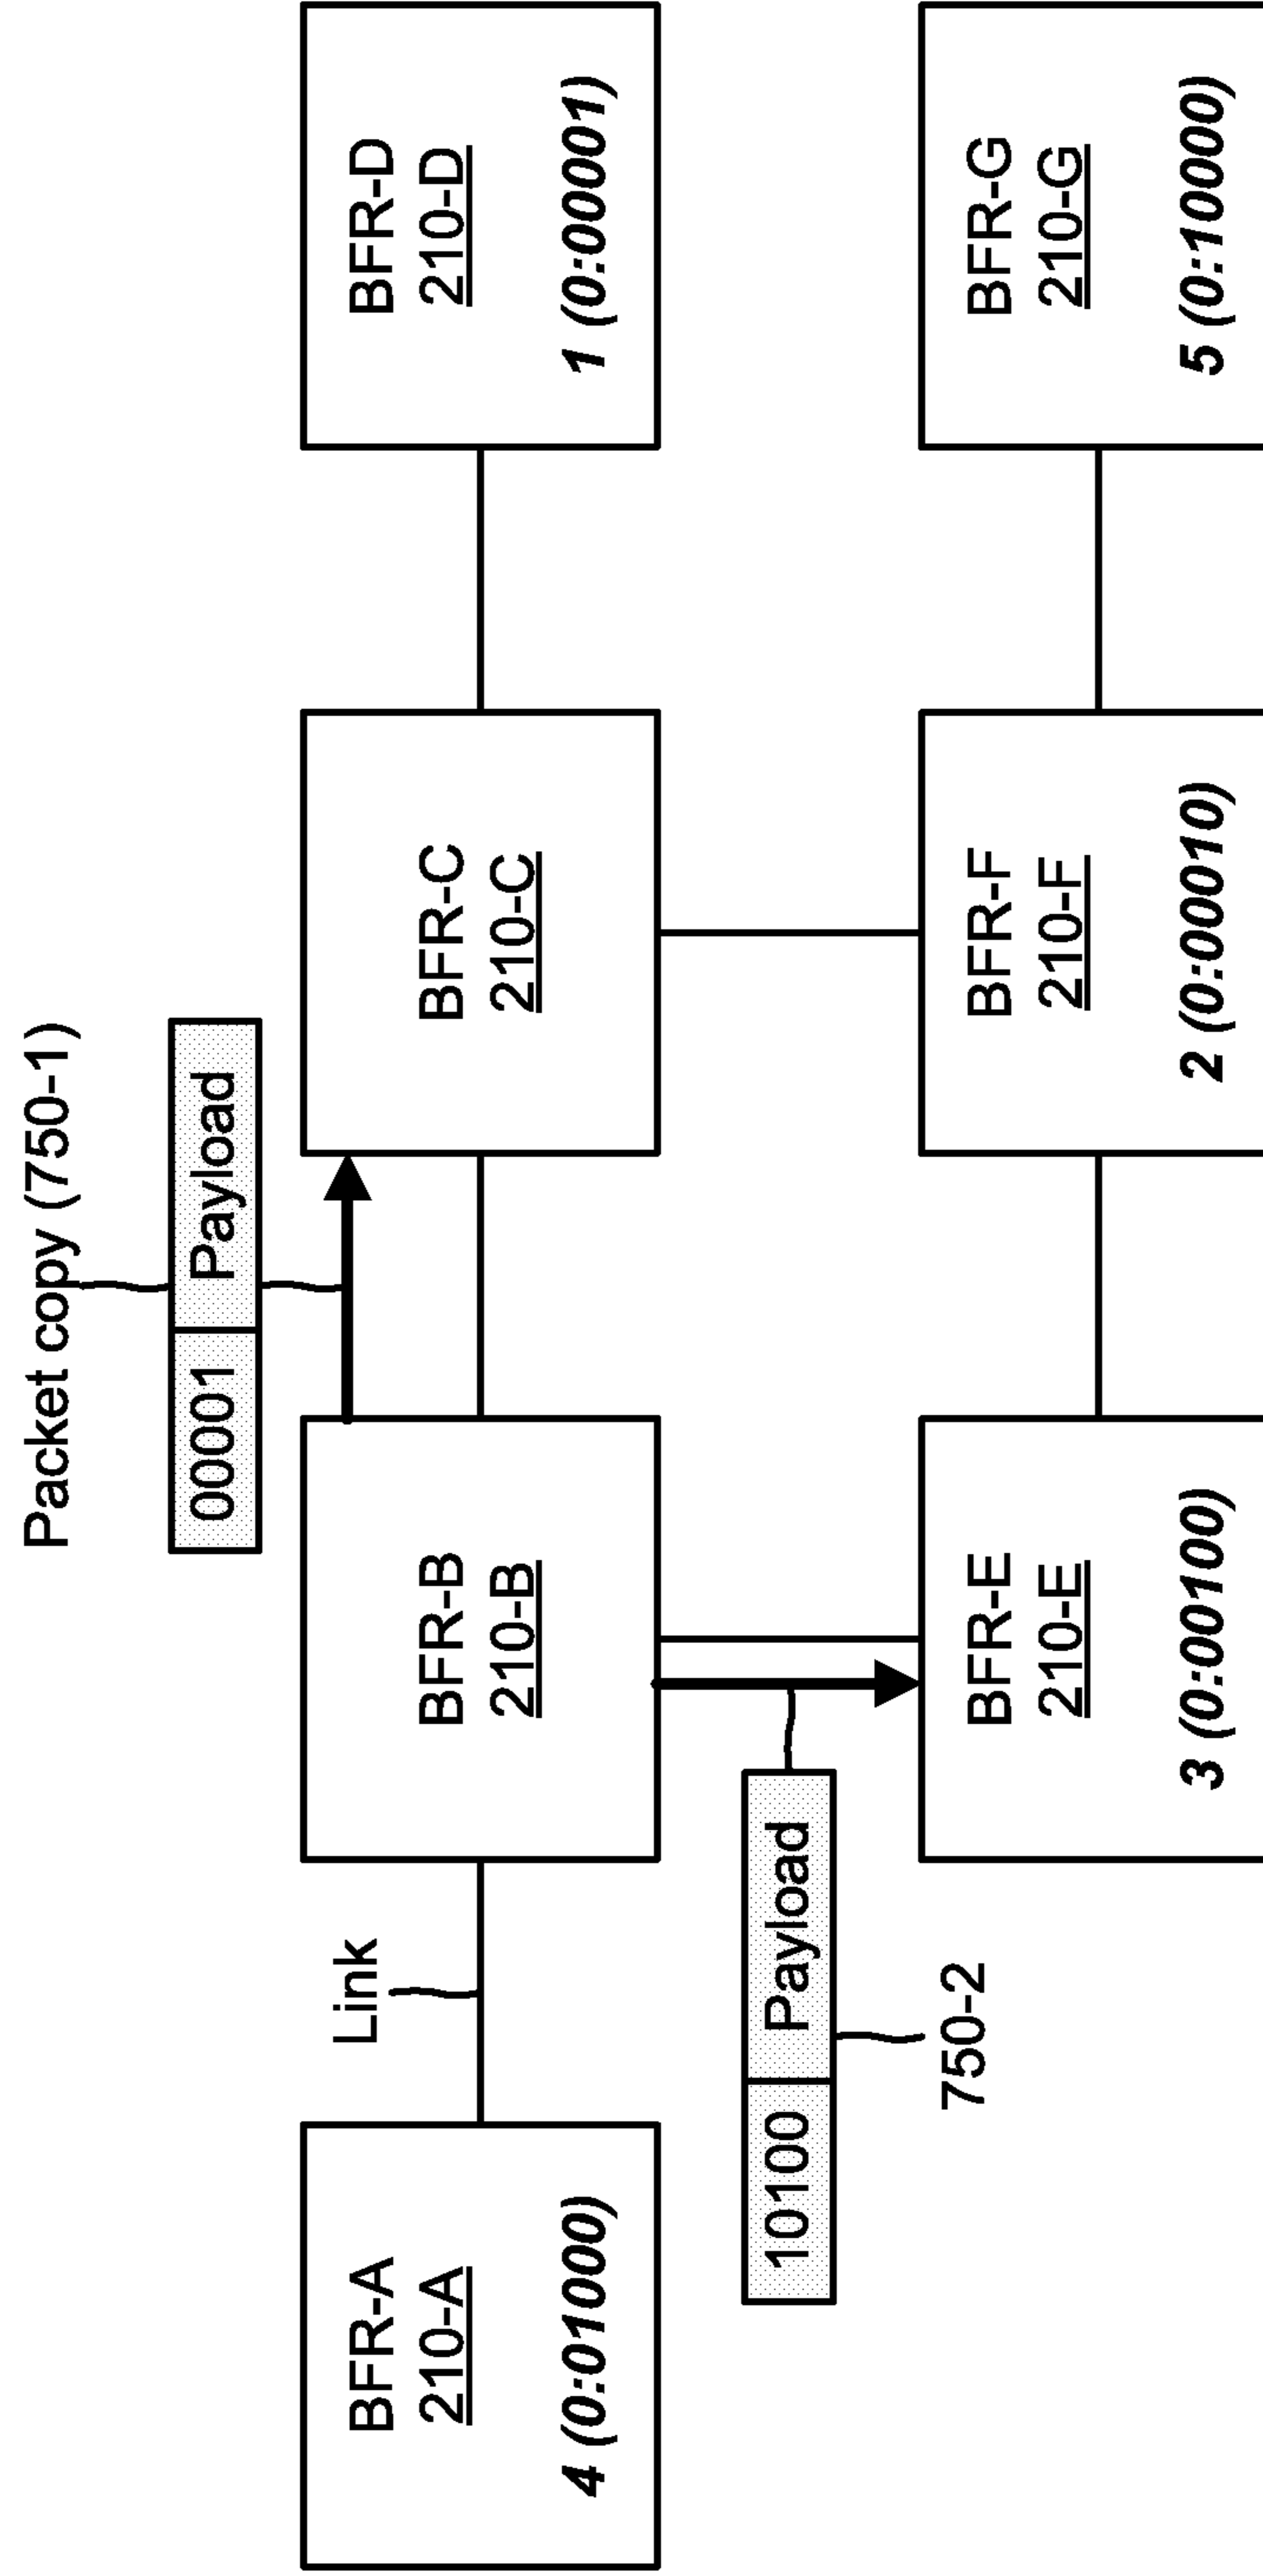 Packet copy (750-1)
00001 Payload
Link
BFR-A
210-A
4 (0:01000)
BFR-B
210-B
BFR-C
210-C
BFR-D
210-D
1 (0:00001)
10100 Payload
750-2
BFR-E
210-E
3 (0:00100)
BFR-F
210-F
2 (0:00010)
BFR-G
210-G
5 (0:10000)